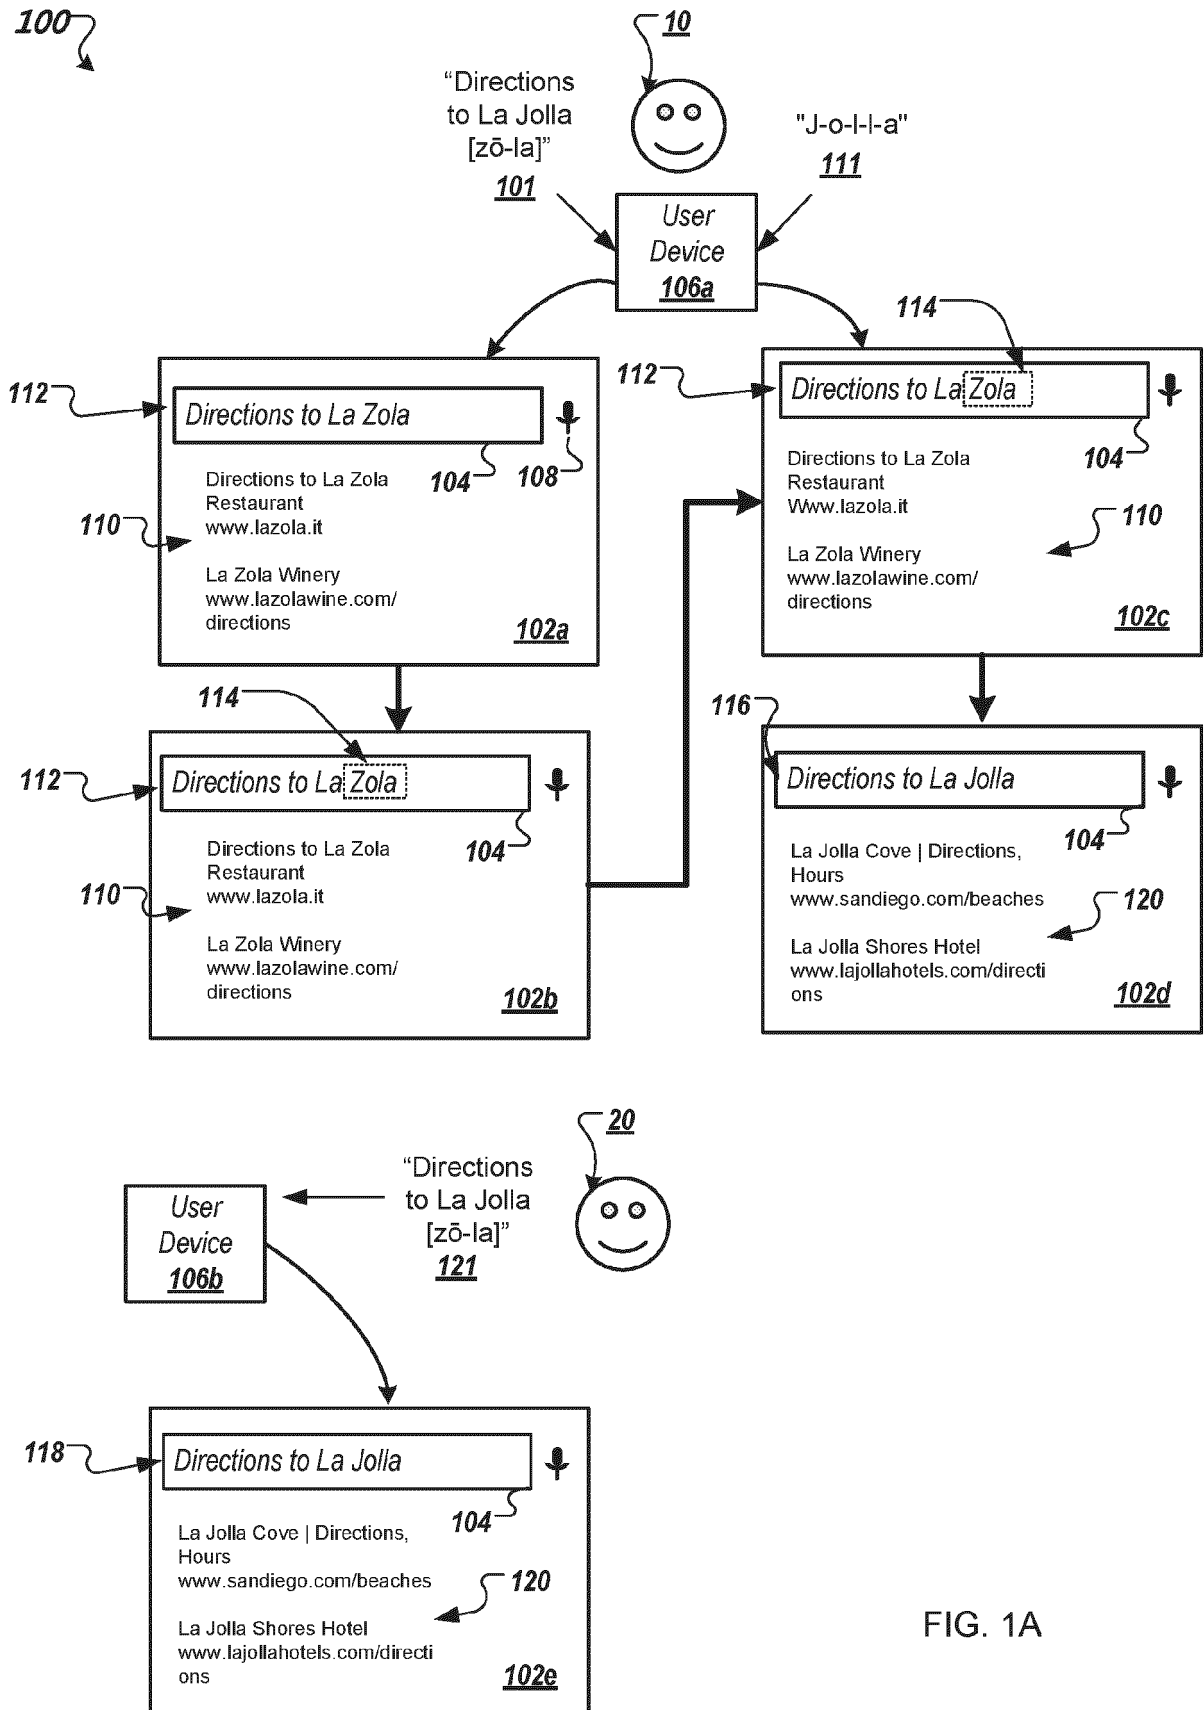 100
10
"Directions
to La Jolla
[zō-la]"
101
"J-o-l-l-a"
111
User
Device
106a
114
112
Directions to La Zola
104
108
Directions to La Zola
Restaurant
www.lazola.it
110
La Zola Winery
www.lazolawine.com/
directions
102a
112
Directions to La Zola
104
Directions to La Zola
Restaurant
Www.lazola.it
110
La Zola Winery
www.lazolawine.com/
directions
102c
114
112
Directions to La Zola
104
Directions to La Zola
Restaurant
www.lazola.it
110
La Zola Winery
www.lazolawine.com/
directions
102b
116
Directions to La Jolla
104
La Jolla Cove | Directions,
Hours
www.sandiego.com/beaches
120
La Jolla Shores Hotel
www.lajollahotels.com/directi
ons
102d
20
"Directions
to La Jolla
[zō-la]"
121
User
Device
106b
118
Directions to La Jolla
104
La Jolla Cove | Directions,
Hours
www.sandiego.com/beaches
120
La Jolla Shores Hotel
www.lajollahotels.com/directi
ons
102e
FIG. 1A